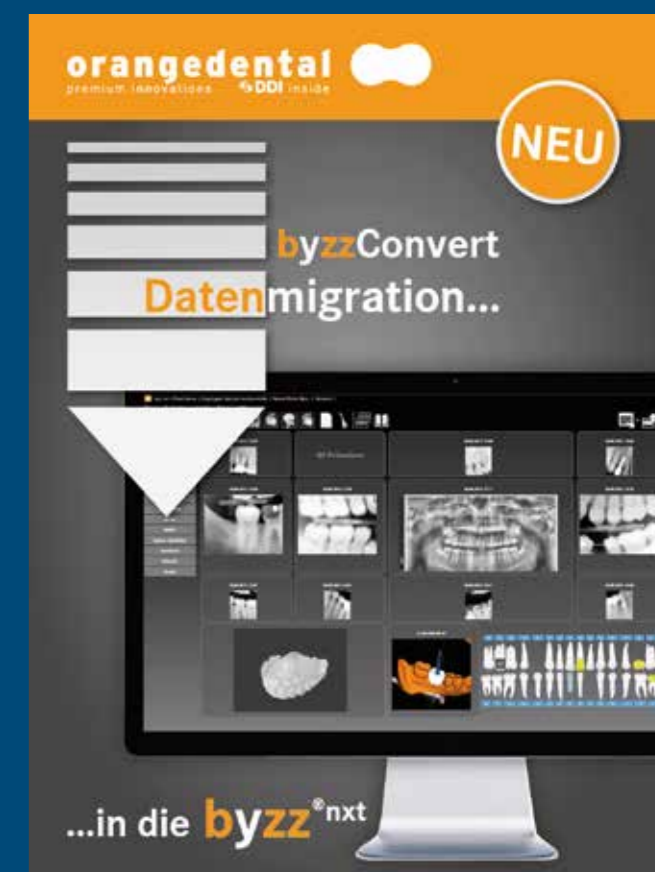 orangedental
premium innovations DDI inside
NEU
byzzConvert
Datenmigration...
...in die byzz®nxt